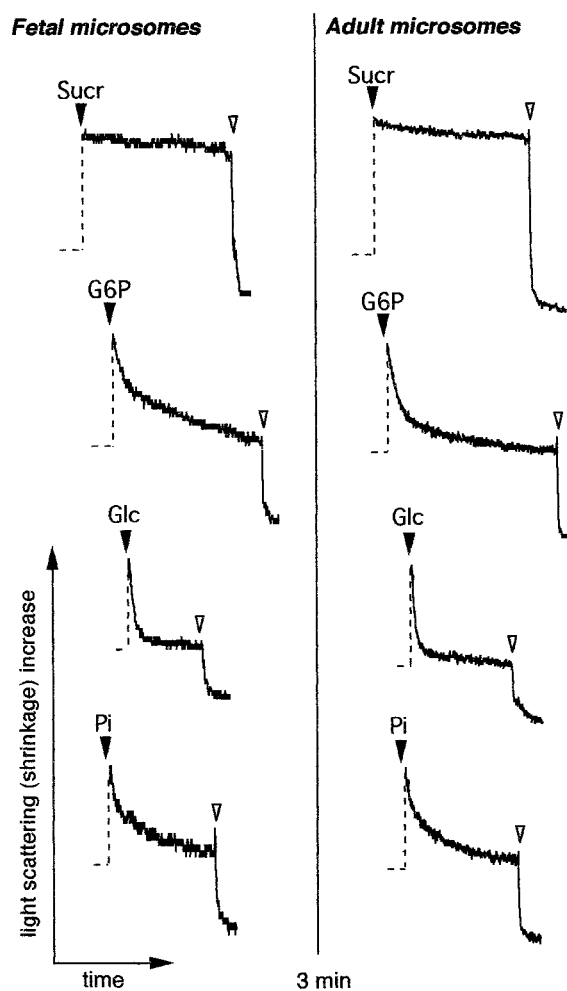 Fetal microsomes
Adult microsomes
Sucr
Sucr
G6P
G6P
Glc
Glc
Pi
Pi
light scattering (shrinkage) increase
time
3 min